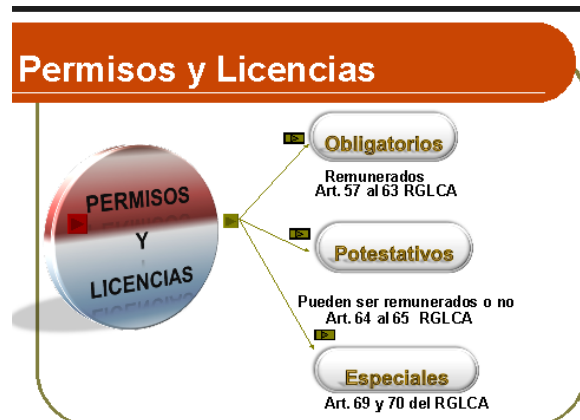 Permisos y Licencias
PERMISOS
Y
LICENCIAS
Obligatorios
Remunerados
Art. 57 al 63 RGLCA
Potestativos
Pueden ser remunerados o no
Art. 64 al 65 RGLCA
Especiales
Art. 69 y 70 del RGLCA